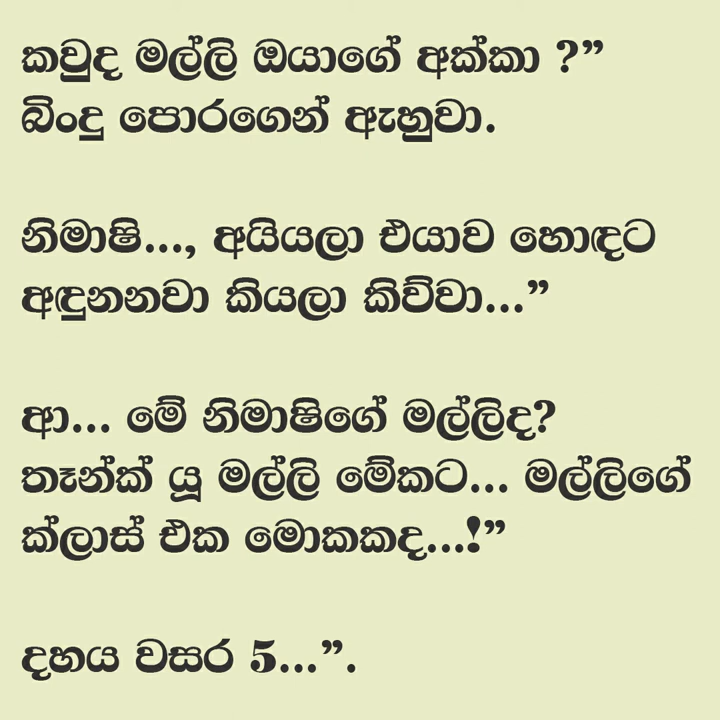 කවුද මල්ලි ඔයාගේ අක්කා ?”
බිංදු පොරගෙන් ඇහුවා.
නිමාෂි..., අයියලා එයාව හොඳට
අඳුනනවා කියලා කිව්වා...”
ආ... මේ නිමාෂිගේ මල්ලිද?
තෑන්ක් යූ මල්ලි මේකට... මල්ලිගේ
ක්ලාස් එක මොකකද...!”
දහය වසර 5...”.